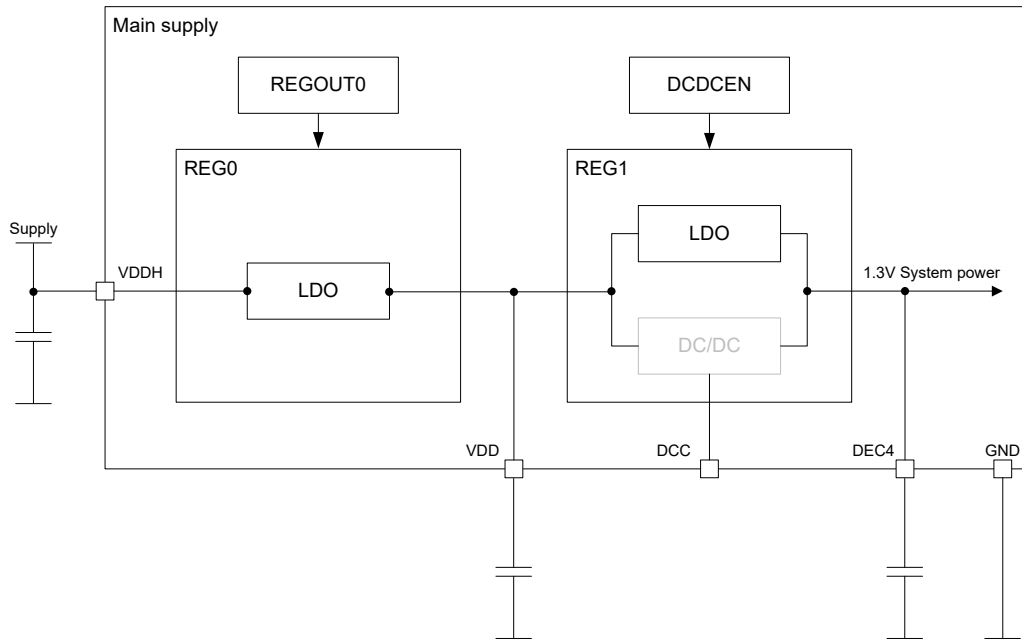 Main supply
REGOUT0
DCDCEN
REG0
REG1
Supply
VDDH
LDO
LDO
1.3V System power
DC/DC
VDD
DCC
DEC4
GND